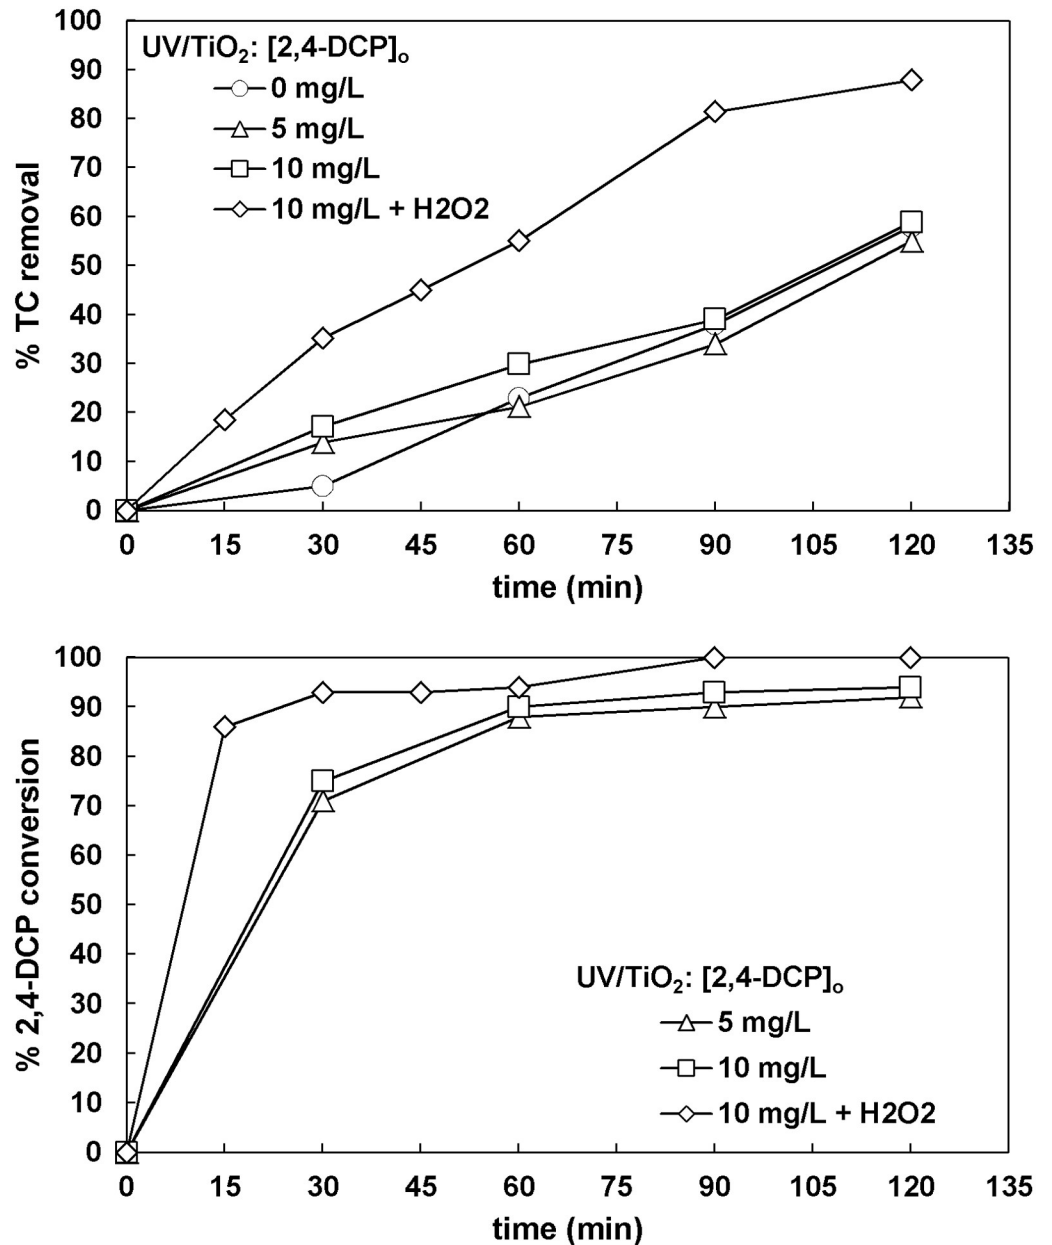 100
90
80
70
60
50
40
30
20
10
0
% TC removal
UV/TiO₂: [2,4-DCP]ₒ
0 mg/L
5 mg/L
10 mg/L
10 mg/L + H2O2
0 15 30 45 60 75 90 105 120 135
time (min)
100
90
80
70
60
50
40
30
20
10
0
% 2,4-DCP conversion
UV/TiO₂: [2,4-DCP]ₒ
5 mg/L
10 mg/L
10 mg/L + H2O2
0 15 30 45 60 75 90 105 120 135
time (min)